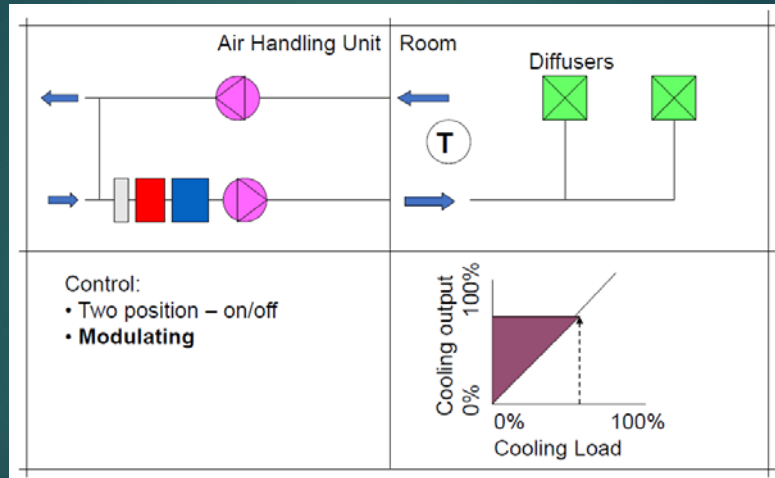 Air Handling Unit
Room
Diffusers
T
Control:
• Two position – on/off
• Modulating
Cooling output
0%
100%
0%
100%
Cooling Load